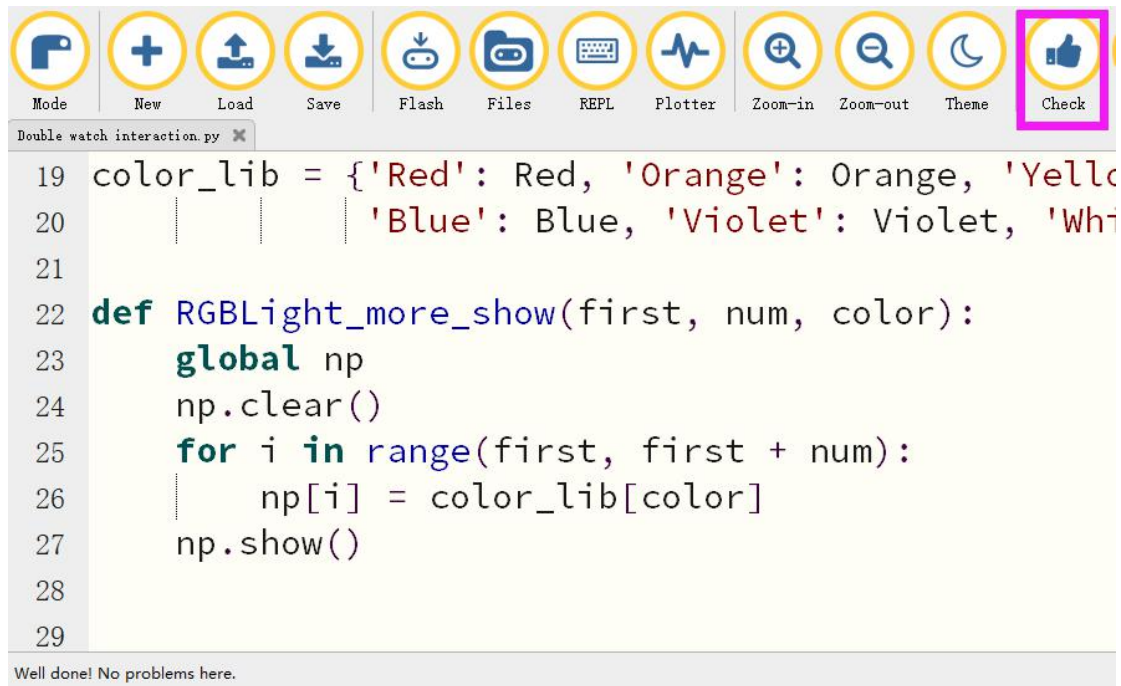 Mode New Load Save Flash Files REPL Plotter Zoom-in Zoom-out Theme Check
Double watch interaction.py
19 color_lib = {'Red': Red, 'Orange': Orange, 'Yello
20 'Blue': Blue, 'Violet': Violet, 'Whi
21
22 def RGBLight_more_show(first, num, color):
23 global np
24 np.clear()
25 for i in range(first, first + num):
26 np[i] = color_lib[color]
27 np.show()
28
29
Well done! No problems here.